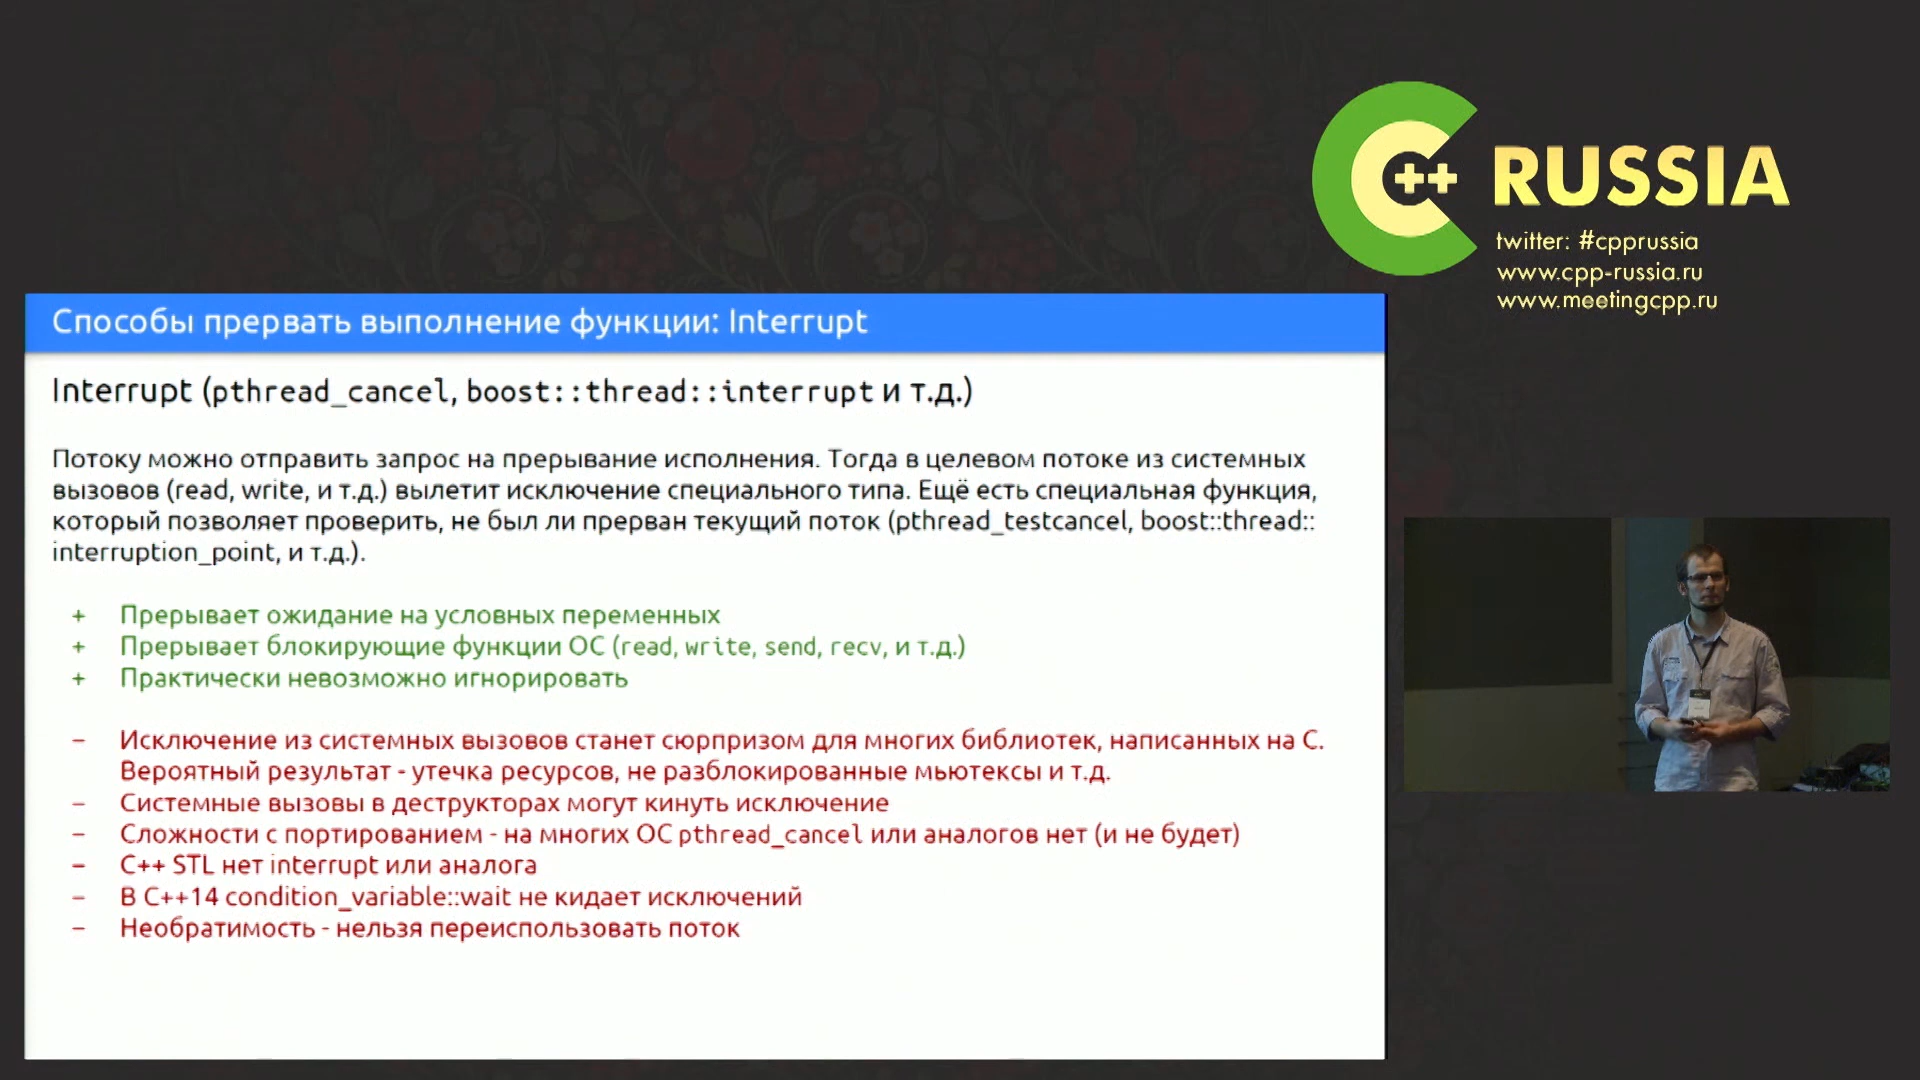 C++ RUSSIA
twitter: #cpprussia
www.cpp-russia.ru
www.meetingcpp.ru
Способы прервать выполнение функции: Interrupt
Interrupt (pthread_cancel, boost::thread::interrupt и т.д.)
Потоку можно отправить запрос на прерывание исполнения. Тогда в целевом потоке из системных
вызовов (read, write, и т.д.) вылетит исключение специального типа. Ещё есть специальная функция,
который позволяет проверить, не был ли прерван текущий поток (pthread_testcancel, boost::thread::
interruption_point, и т.д.).
+ Прерывает ожидание на условных переменных
+ Прерывает блокирующие функции ОС (read, write, send, recv, и т.д.)
+ Практически невозможно игнорировать
− Исключение из системных вызовов станет сюрпризом для многих библиотек, написанных на С.
Вероятный результат - утечка ресурсов, не разблокированные мьютексы и т.д.
− Системные вызовы в деструкторах могут кинуть исключение
− Сложности с портированием - на многих ОС pthread_cancel или аналогов нет (и не будет)
− C++ STL нет interrupt или аналога
− В C++14 condition_variable::wait не кидает исключений
− Необратимость - нельзя переиспользовать поток